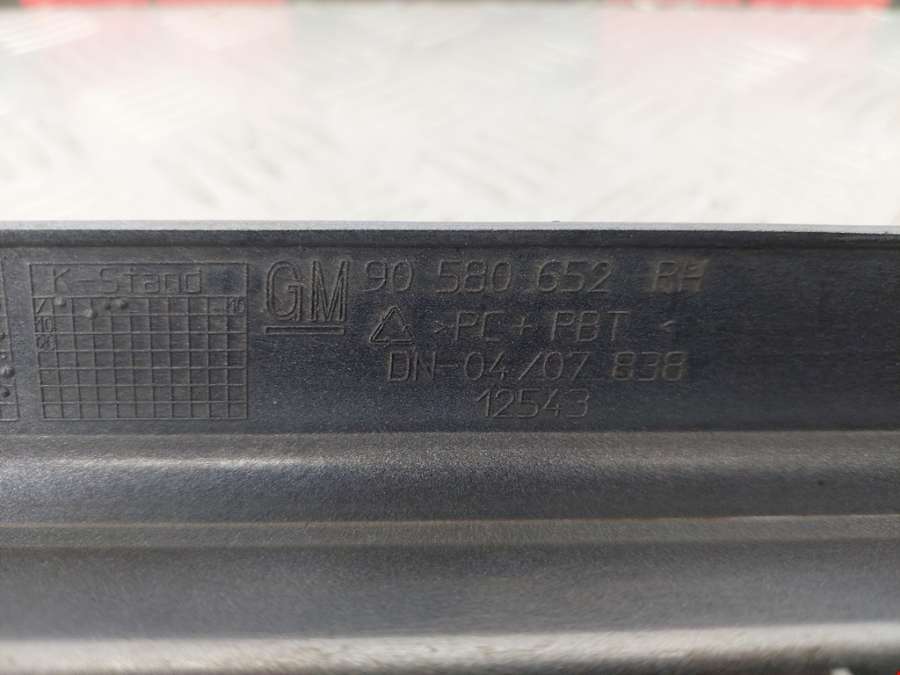 K-Stand
GM 90 580 652 RH
>PC+ PBT <
DN-04/07 838
12543